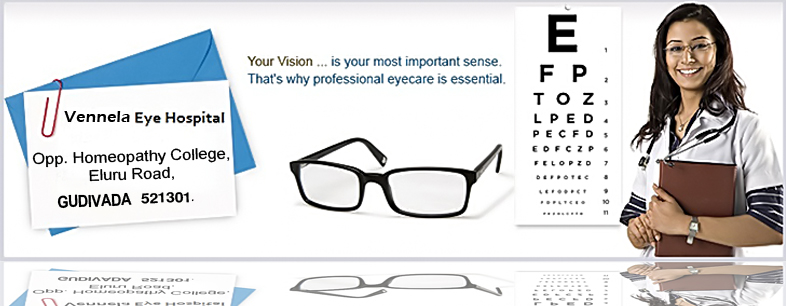 Vennela Eye Hospital
Opp. Homeopathy College,
Eluru Road,
GUDIVADA 521301.
Your Vision ... is your most important sense.
That's why professional eyecare is essential.
E 1
F P 2
T O Z 3
L P E D 4
P E C F D 5
E D F C Z P 6
F E L O P Z D 7
D E F P O T E C 8
L E F O D P C T 9
F D P L T C E O 10
11